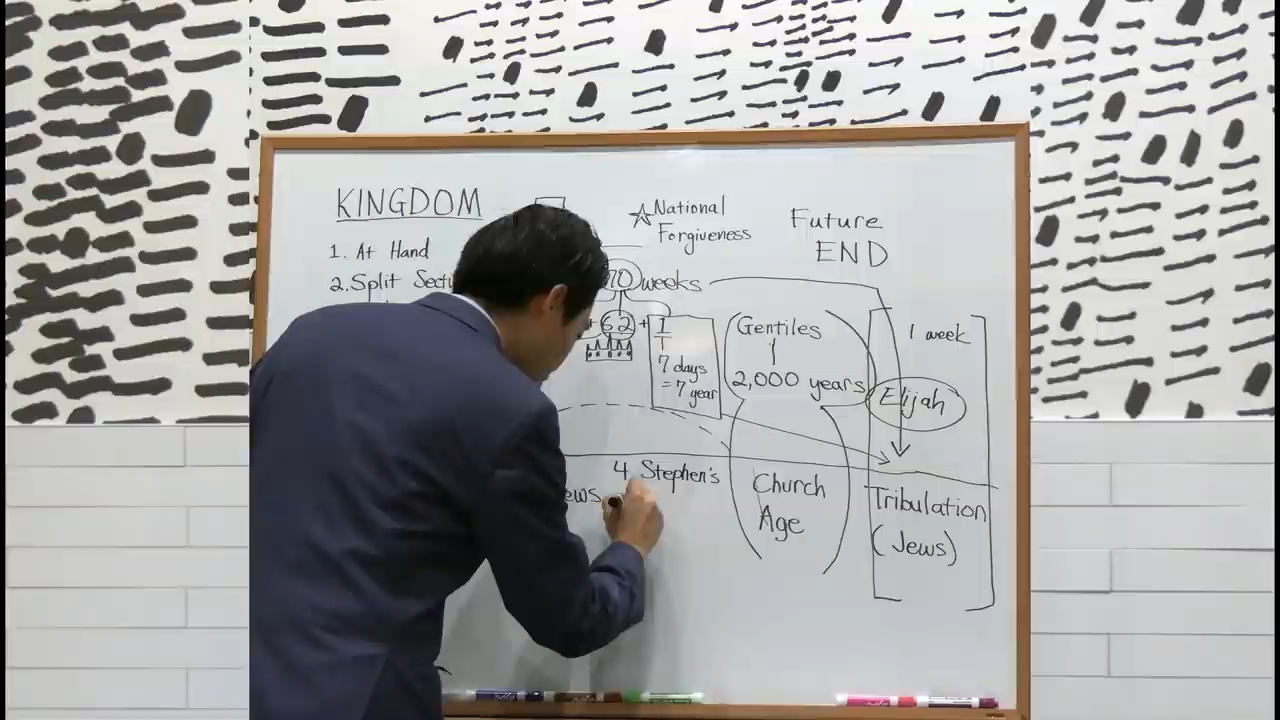 KINGDOM
1. At Hand
2. Split
☆ National
Forgiveness
Future
END
70 weeks
+ 62 + 1
7 days
= 7 year
Gentiles
2,000 years
1 week
Elijah
4 Stephen's
ews
Church
Age
Tribulation
(Jews)